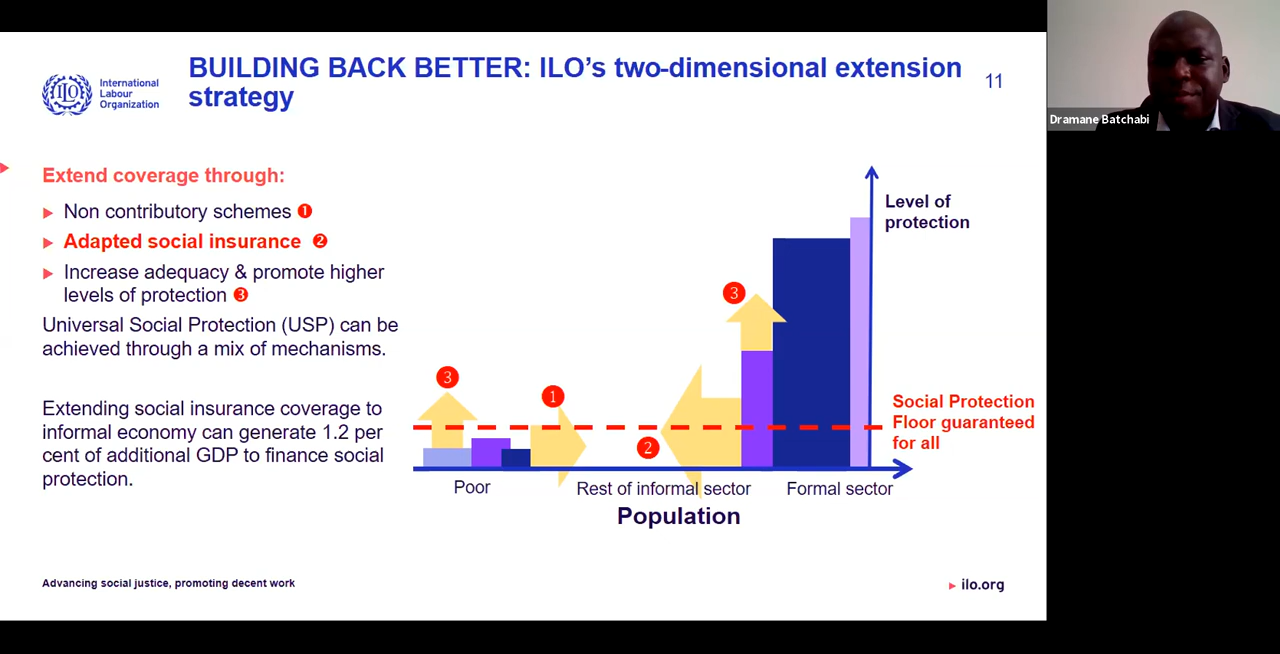 International
Labour
Organization
BUILDING BACK BETTER: ILO's two-dimensional extension
strategy
11
Dramane Batchabi
Extend coverage through:
Non contributory schemes ❶
Adapted social insurance ❷
Increase adequacy & promote higher
levels of protection ❸
Universal Social Protection (USP) can be
achieved through a mix of mechanisms.
Extending social insurance coverage to
informal economy can generate 1.2 per
cent of additional GDP to finance social
protection.
Level of
protection
3
3
1
2
Social Protection
Floor guaranteed
for all
Poor
Rest of informal sector
Formal sector
Population
Advancing social justice, promoting decent work
ilo.org